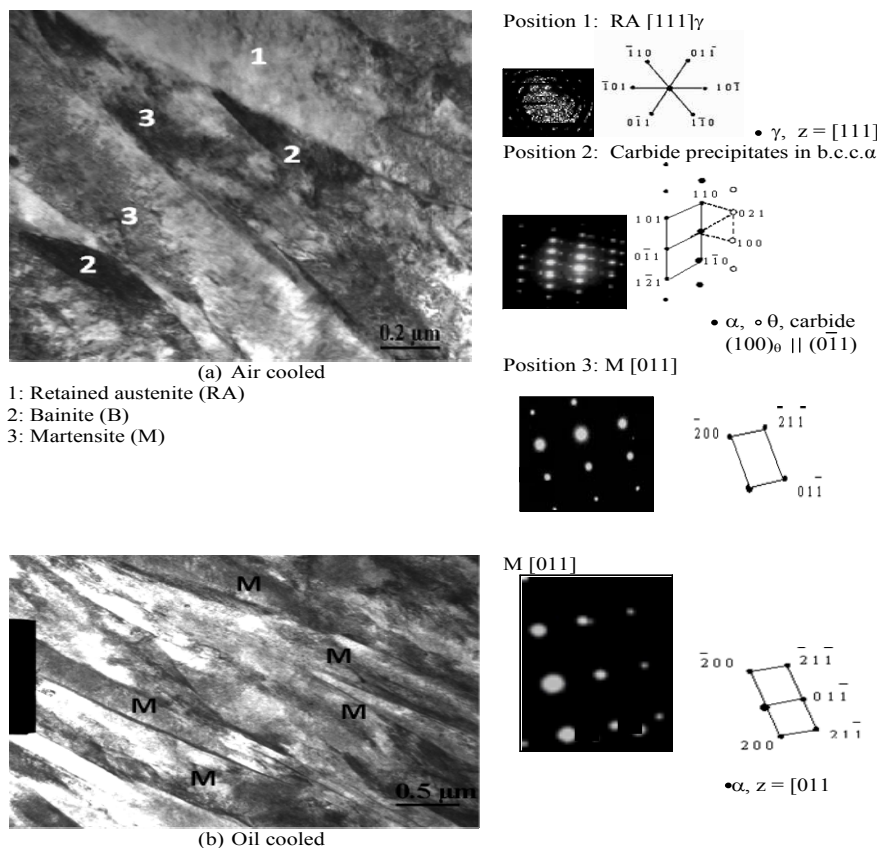 1
3
2
3
2
0.2 μm
(a) Air cooled
1: Retained austenite (RA)
2: Bainite (B)
3: Martensite (M)
Position 1: RA [111]γ
1̅10 011̅
1̅01 101̅
01̅1 11̅0
• γ, z = [111]
Position 2: Carbide precipitates in b.c.c.α
110
101 021
01̅1 100
11̅0
12̅1
• α, ∘ θ, carbide
(100)θ || (01̅1)
Position 3: M [011]
2̅00 2̅11̅
011̅
M
M
M
M
M
0.5 μm
(b) Oil cooled
M [011]
2̅00 2̅11̅
011̅
200 211̅
•α, z = [011